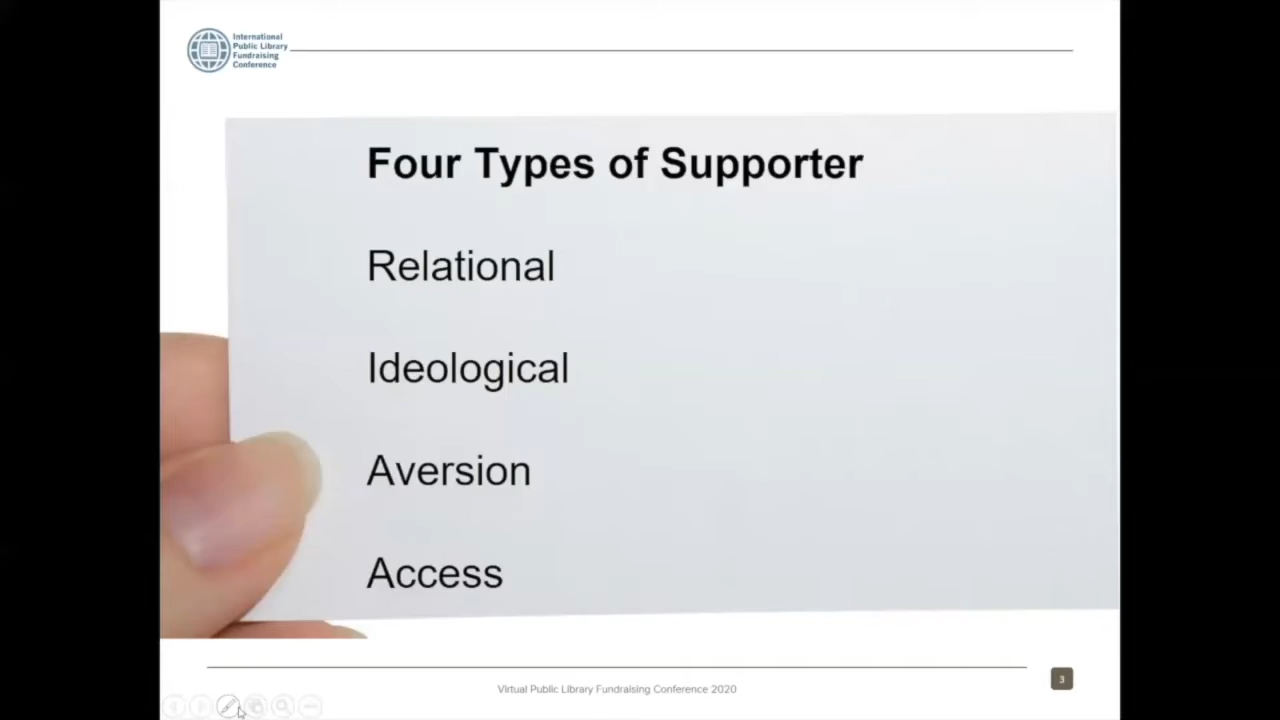 International
Public Library
Fundraising
Conference
Four Types of Supporter
Relational
Ideological
Aversion
Access
Virtual Public Library Fundraising Conference 2020
3